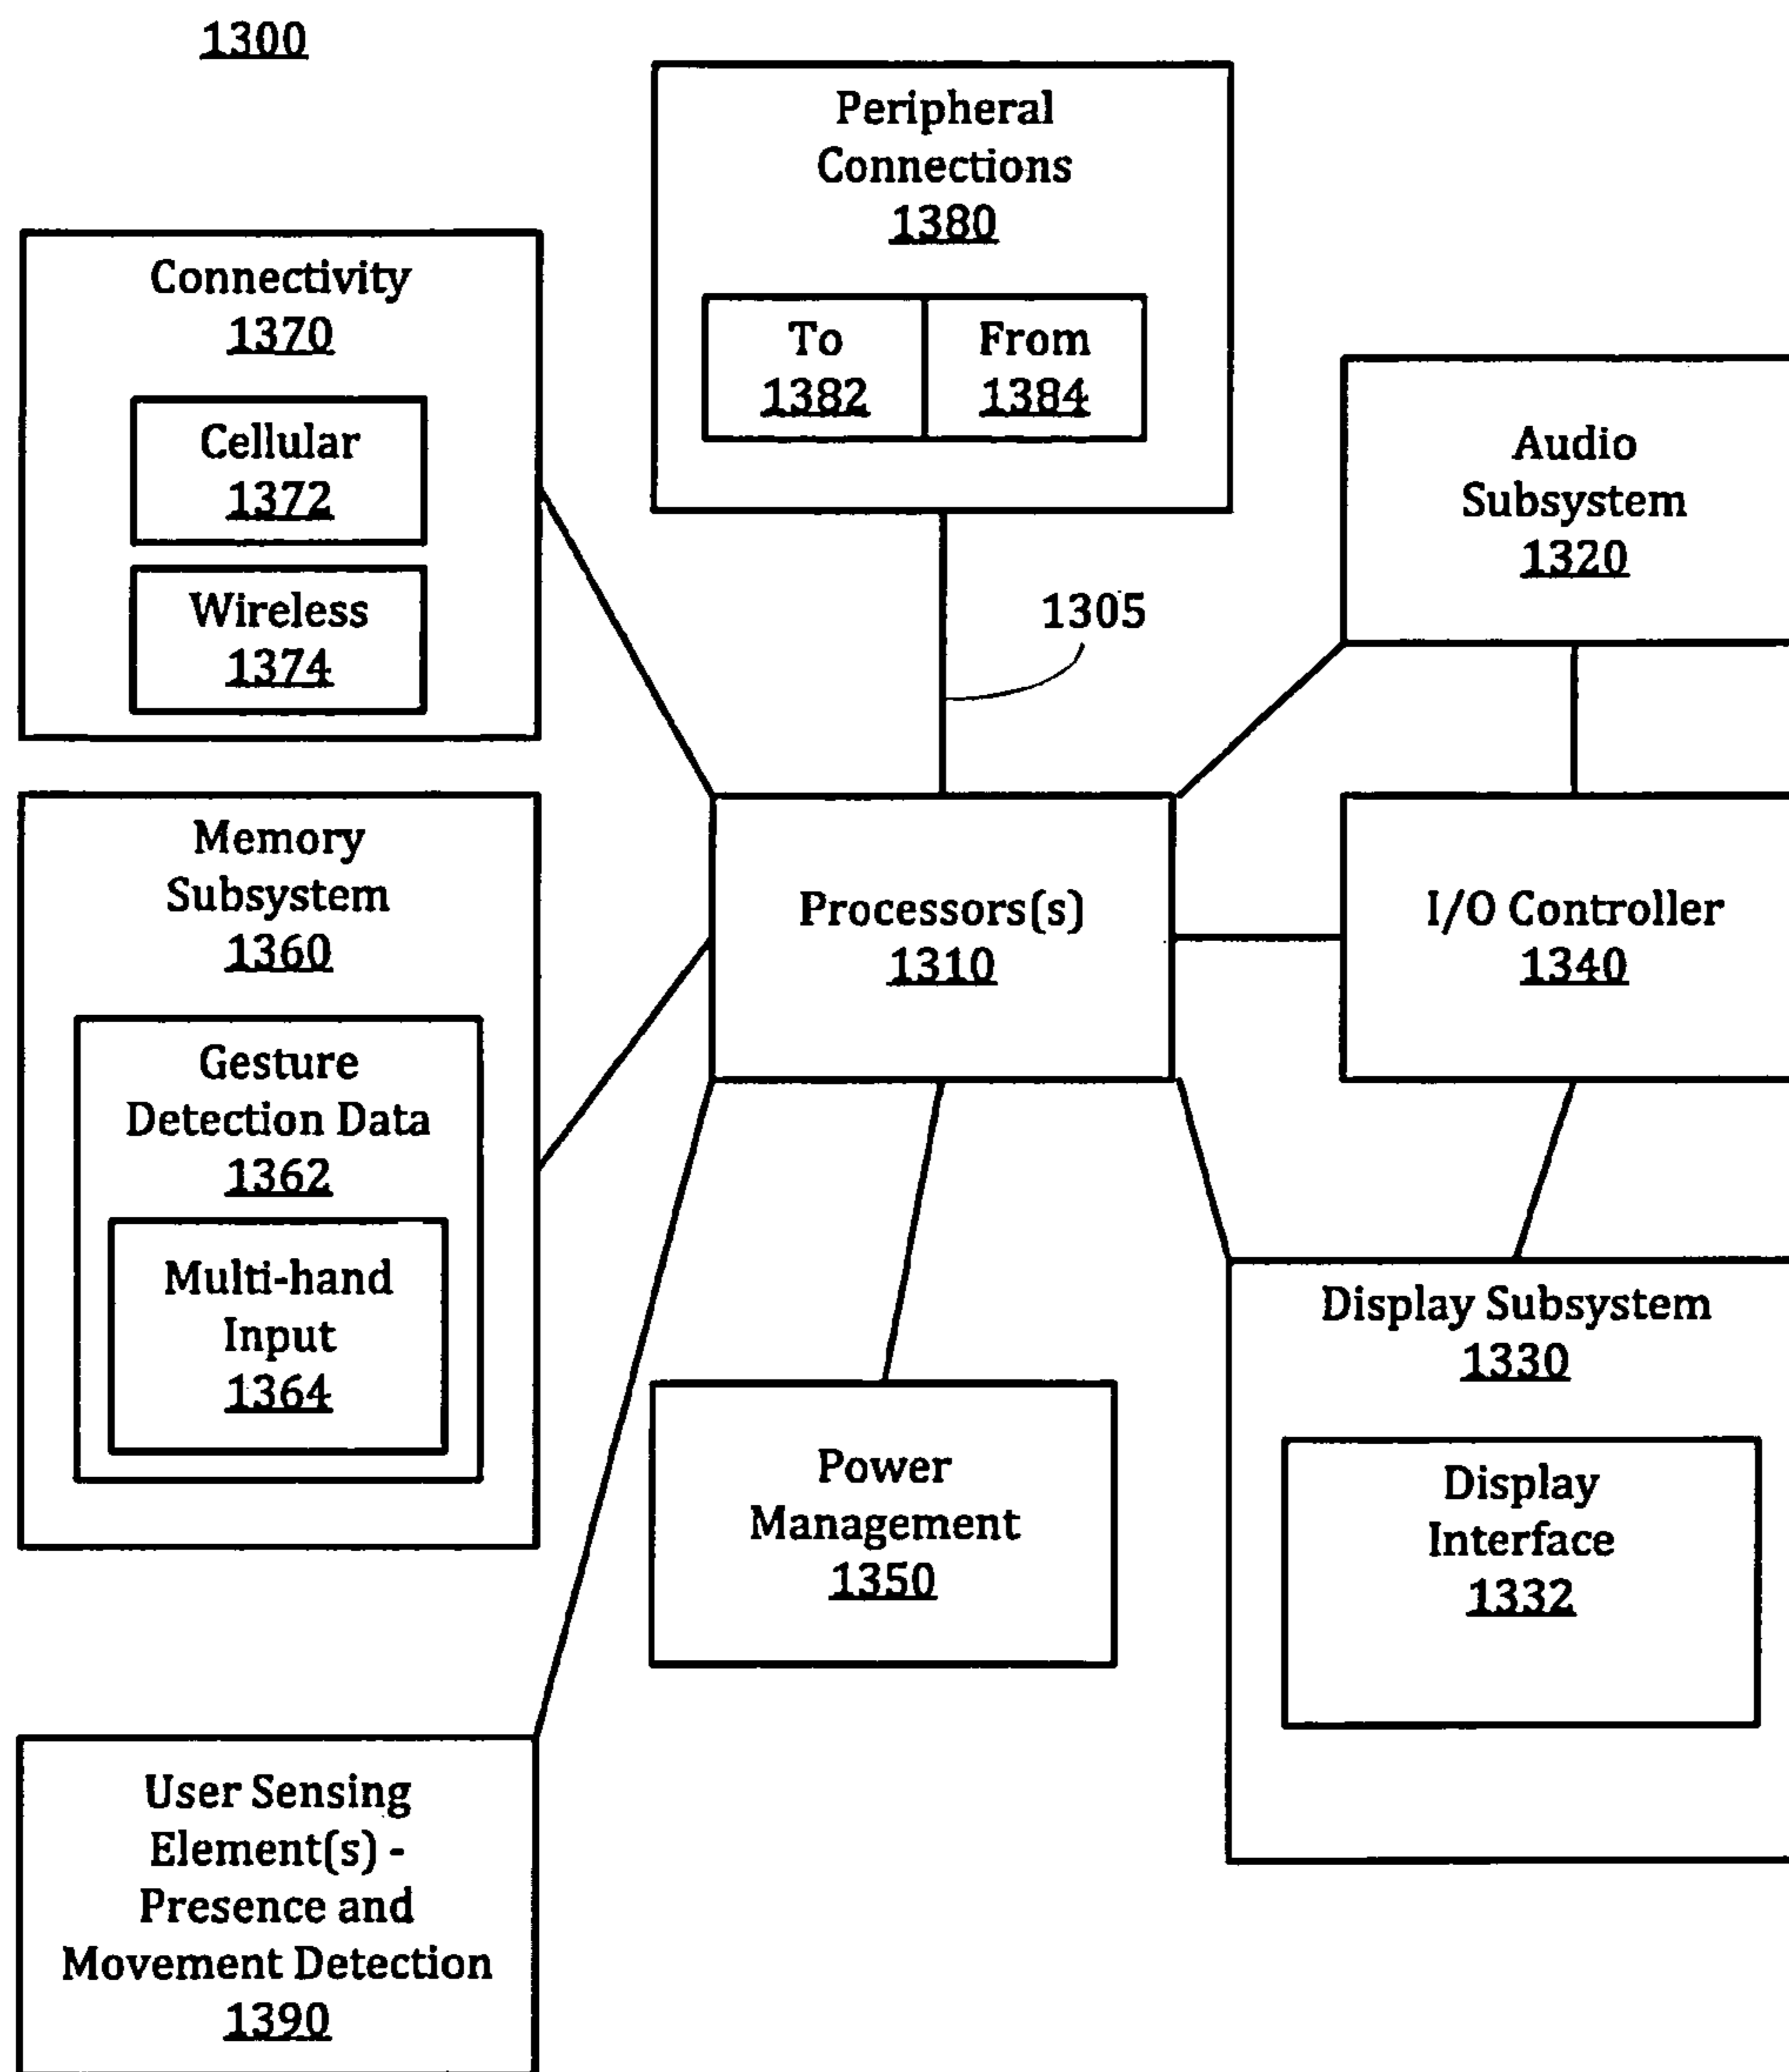 1300
Peripheral
Connections
1380
To
1382
From
1384
Connectivity
1370
Cellular
1372
Wireless
1374
1305
Audio
Subsystem
1320
Memory
Subsystem
1360
Gesture
Detection Data
1362
Multi-hand
Input
1364
Processors(s)
1310
I/O Controller
1340
Power
Management
1350
Display Subsystem
1330
Display
Interface
1332
User Sensing
Element(s) -
Presence and
Movement Detection
1390